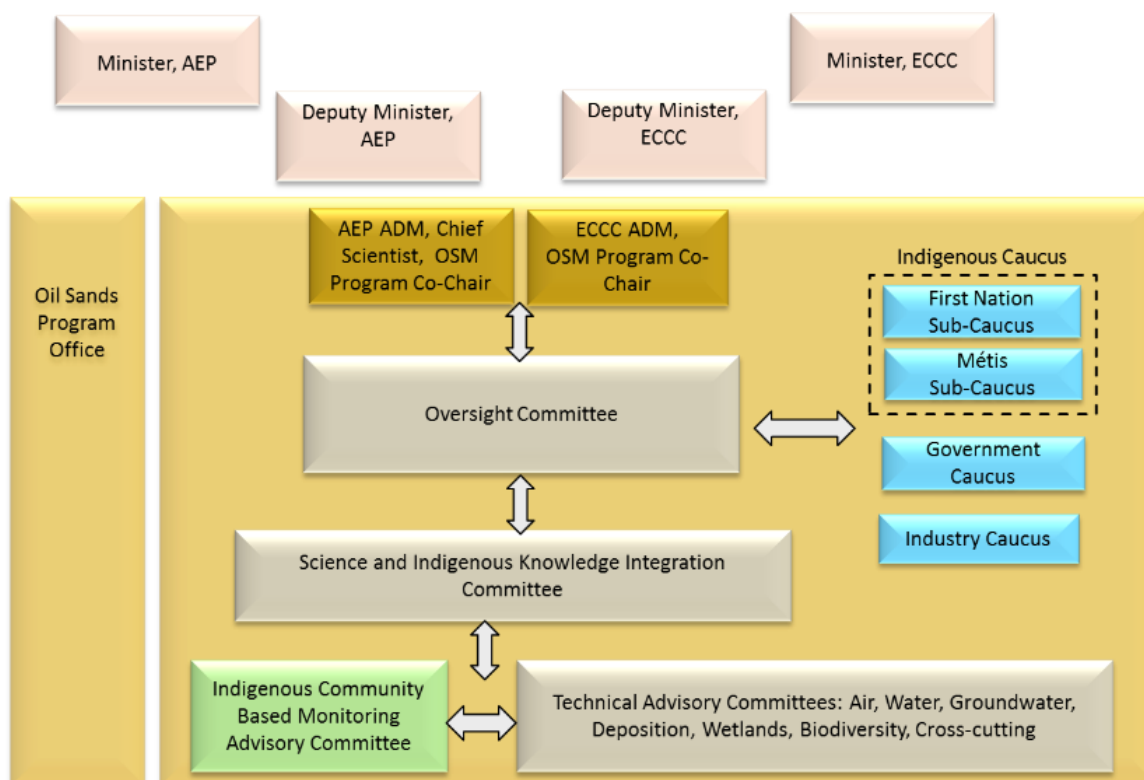 Minister, AEP
Minister, ECCC
Deputy Minister,
AEP
Deputy Minister,
ECCC
Oil Sands
Program
Office
AEP ADM, Chief
Scientist, OSM
Program Co-Chair
ECCC ADM,
OSM Program Co-
Chair
Indigenous Caucus
First Nation
Sub-Caucus
Métis
Sub-Caucus
Oversight Committee
Government
Caucus
Industry Caucus
Science and Indigenous Knowledge Integration
Committee
Indigenous Community
Based Monitoring
Advisory Committee
Technical Advisory Committees: Air, Water, Groundwater,
Deposition, Wetlands, Biodiversity, Cross-cutting